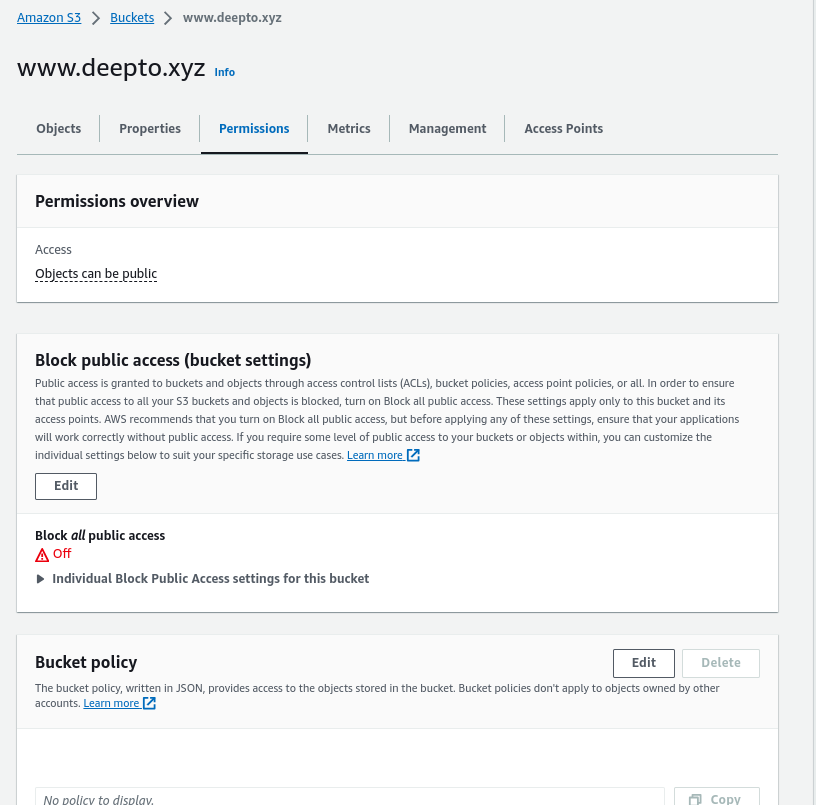 Amazon S3 > Buckets > www.deepto.xyz
www.deepto.xyz Info
Objects Properties Permissions Metrics Management Access Points
Permissions overview
Access
Objects can be public
Block public access (bucket settings)
Public access is granted to buckets and objects through access control lists (ACLs), bucket policies, access point policies, or all. In order to ensure
that public access to all your S3 buckets and objects is blocked, turn on Block all public access. These settings apply only to this bucket and its
access points. AWS recommends that you turn on Block all public access, but before applying any of these settings, ensure that your applications
will work correctly without public access. If you require some level of public access to your buckets or objects within, you can customize the
individual settings below to suit your specific storage use cases. Learn more
Edit
Block all public access
Off
Individual Block Public Access settings for this bucket
Bucket policy Edit Delete
The bucket policy, written in JSON, provides access to the objects stored in the bucket. Bucket policies don't apply to objects owned by other
accounts. Learn more
No policy to display. Copy